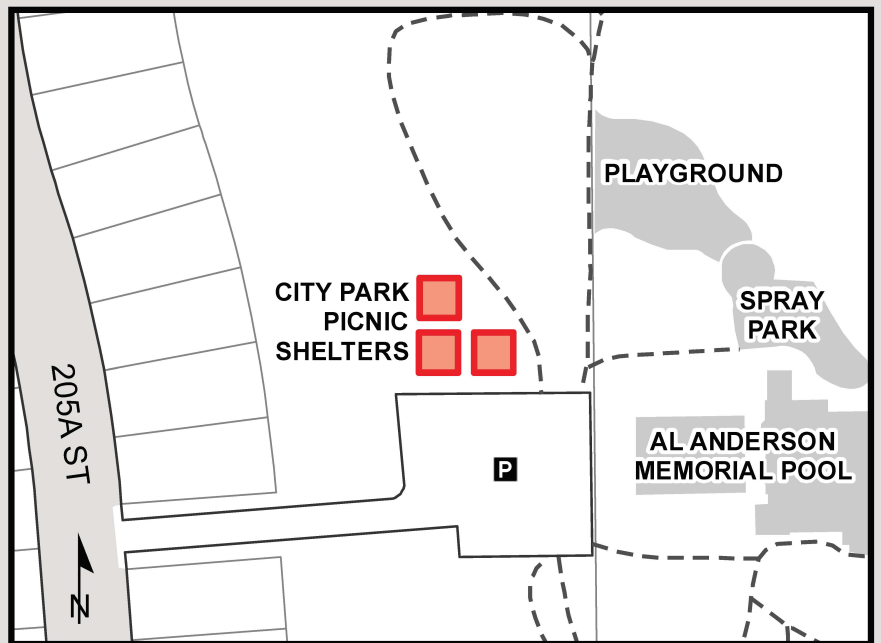 PLAYGROUND
CITY PARK
PICNIC
SHELTERS
SPRAY
PARK
205A ST
P
AL ANDERSON
MEMORIAL POOL
N